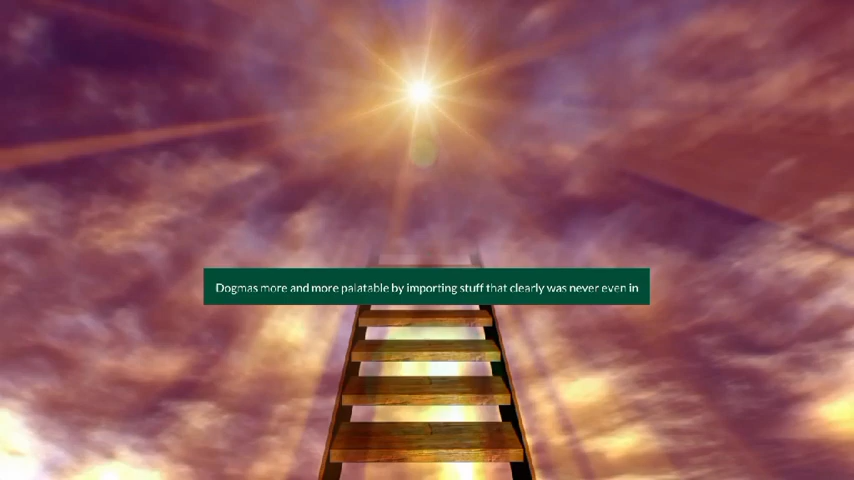 Dogmas more and more palatable by importing stuff that clearly was never even in